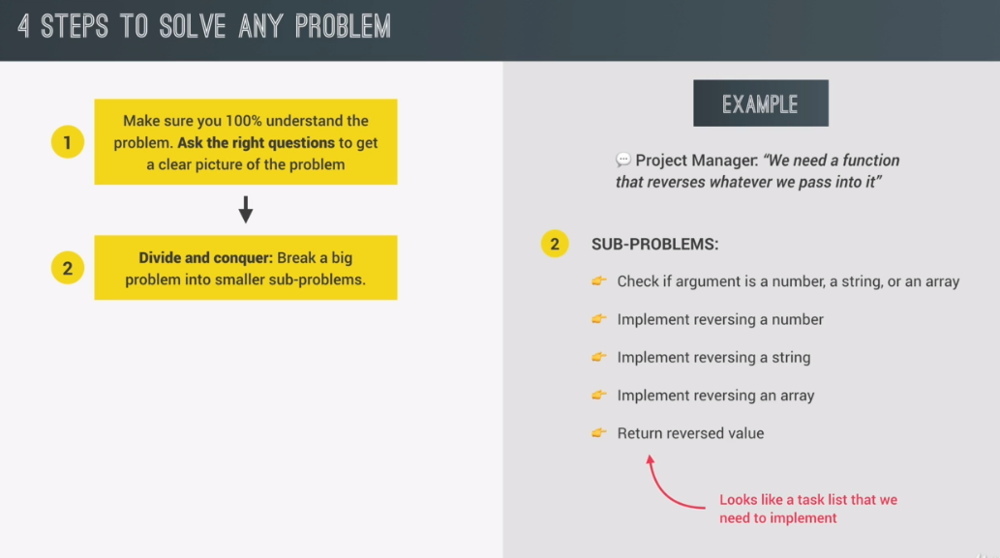 4 STEPS TO SOLVE ANY PROBLEM
1
Make sure you 100% understand the
problem. Ask the right questions to get
a clear picture of the problem
2
Divide and conquer: Break a big
problem into smaller sub-problems.
EXAMPLE
💬 Project Manager: “We need a function
that reverses whatever we pass into it”
2
SUB-PROBLEMS:
👉 Check if argument is a number, a string, or an array
👉 Implement reversing a number
👉 Implement reversing a string
👉 Implement reversing an array
👉 Return reversed value
Looks like a task list that we
need to implement